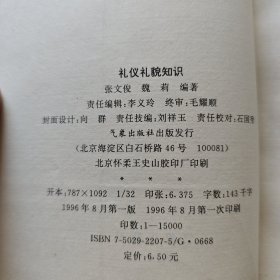 礼仪礼貌知识
张文俊 魏 莉 编著
责任编辑:李义玲 终审:毛耀顺
封面设计:向 群 责任技编:刘祥玉 责任校对:石国
气象出版社出版发行
(北京海淀区白石桥路46号 100081)
北京怀柔王史山胶印厂印刷
* * *
开本:787×1092 1/32 印张:6.375 字数:143千字
1996年8月第一版 1996年8月第一次印刷
印数:1—15000
ISBN 7-5029-2207-5/G·0668
定价:6.50元